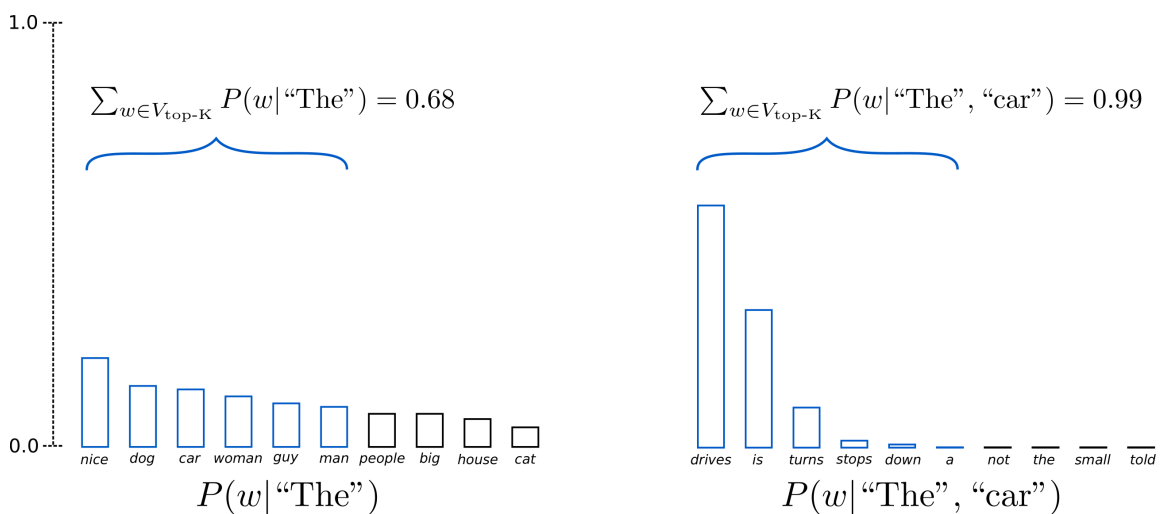 1.0
∑w∈Vtop-K P(w|“The”) = 0.68
∑w∈Vtop-K P(w|“The”, “car”) = 0.99
0.0
nice dog car woman guy man people big house cat
drives is turns stops down a not the small told
P(w|“The”)
P(w|“The”, “car”)